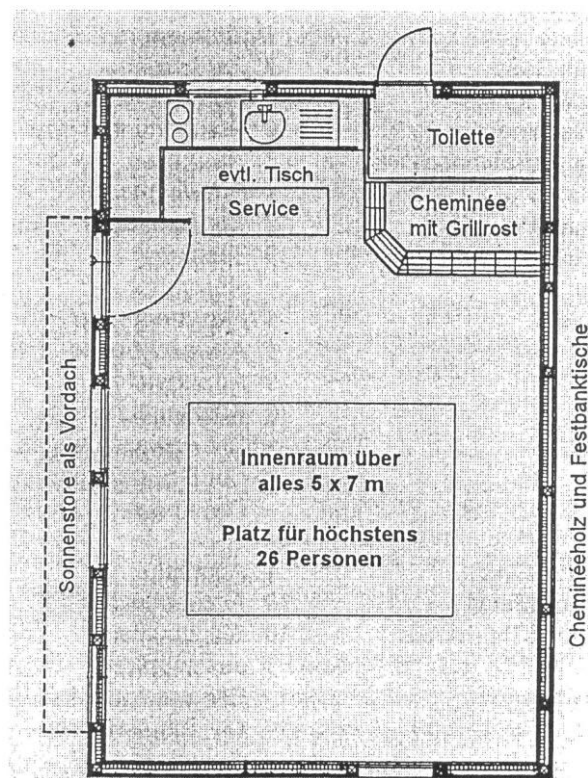 Toilette
evtl. Tisch
Service
Cheminée
mit Grillrost
Sonnenstore als Vordach
Innenraum über
alles 5 x 7 m
Platz für höchstens
26 Personen
Cheminéeholz und Festbanktische